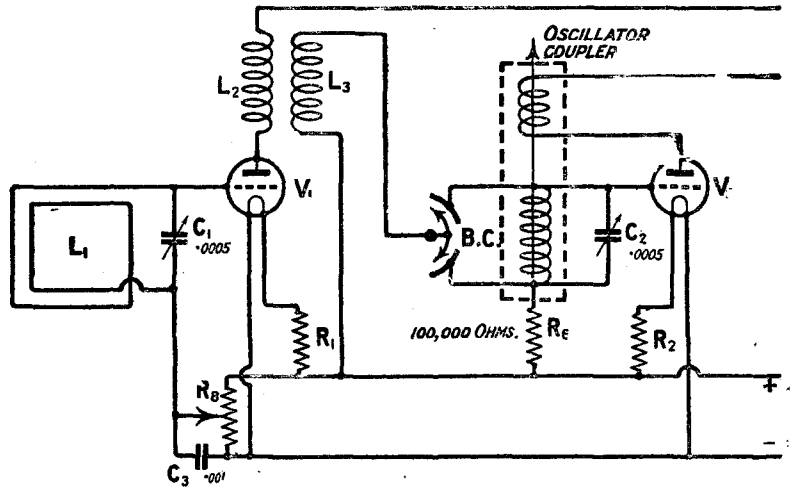 OSCILLATOR
COUPLER
L₂
L₃
V₁
V
L₁
C₁
.0005
B.C.
C₂
.0005
R₁
100,000 OHMS.
R₆
R₂
R₈
+
-
C₃
.001